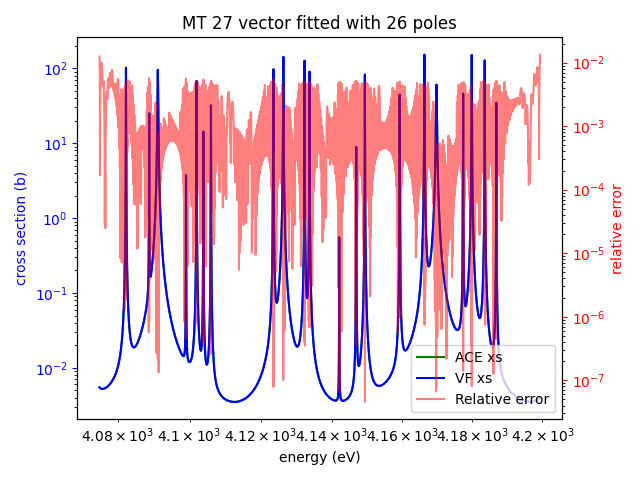 MT 27 vector fitted with 26 poles
10²
10¹
10⁰
10⁻¹
10⁻²
cross section (b)
10⁻²
10⁻³
10⁻⁴
10⁻⁵
10⁻⁶
10⁻⁷
relative error
ACE xs
VF xs
Relative error
4.08 × 10³ 4.1 × 10³ 4.12 × 10³ 4.14 × 10³ 4.16 × 10³ 4.18 × 10³ 4.2 × 10³
energy (eV)